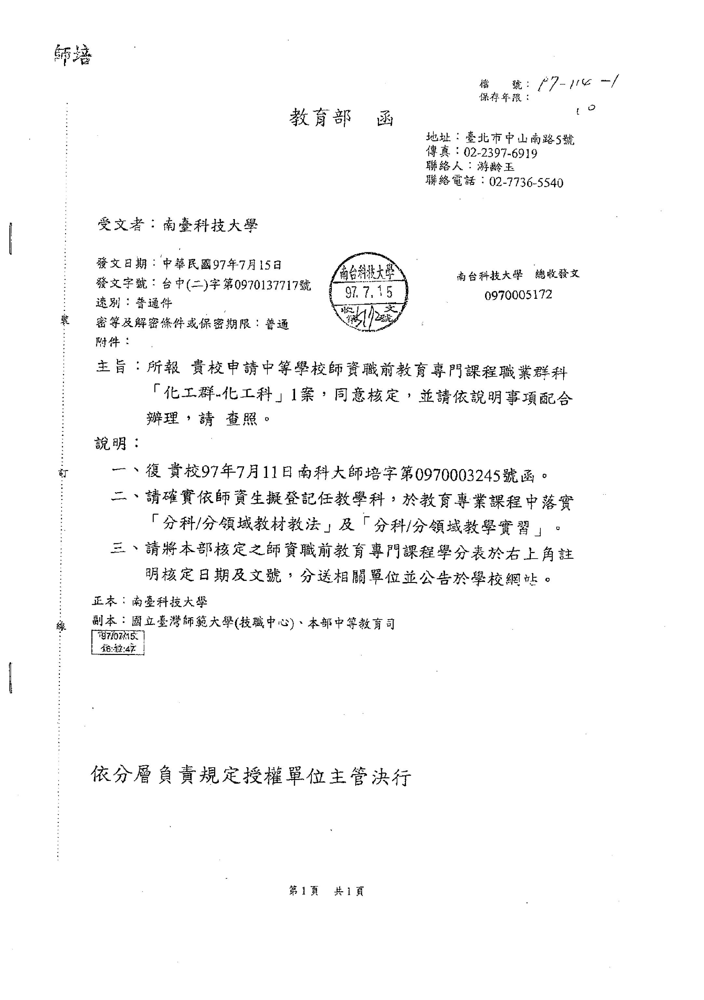 師培
檔 號：97-114-1
保存年限：
10
教育部 函
地址：臺北市中山南路5號
傳真：02-2397-6919
聯絡人：游齡玉
聯絡電話：02-7736-5540
受文者：南臺科技大學
發文日期：中華民國97年7月15日
發文字號：台中(二)字第0970137717號
速別：普通件
密等及解密條件或保密期限：普通
附件：
南台科技大學
97.7.15
收文
第5172號
南台科技大學 總收發文
0970005172
主旨：所報 貴校申請中等學校師資職前教育專門課程職業群科
「化工群-化工科」1案，同意核定，並請依說明事項配合
辦理，請 查照。
說明：
一、復 貴校97年7月11日南科大師培字第0970003245號函。
二、請確實依師資生擬登記任教學科，於教育專業課程中落實
「分科/分領域教材教法」及「分科/分領域教學實習」。
三、請將本部核定之師資職前教育專門課程學分表於右上角註
明核定日期及文號，分送相關單位並公告於學校網站。
正本：南臺科技大學
副本：國立臺灣師範大學(技職中心)、本部中等教育司
97/07/15
裝
訂
線
依分層負責規定授權單位主管決行
第1頁 共1頁